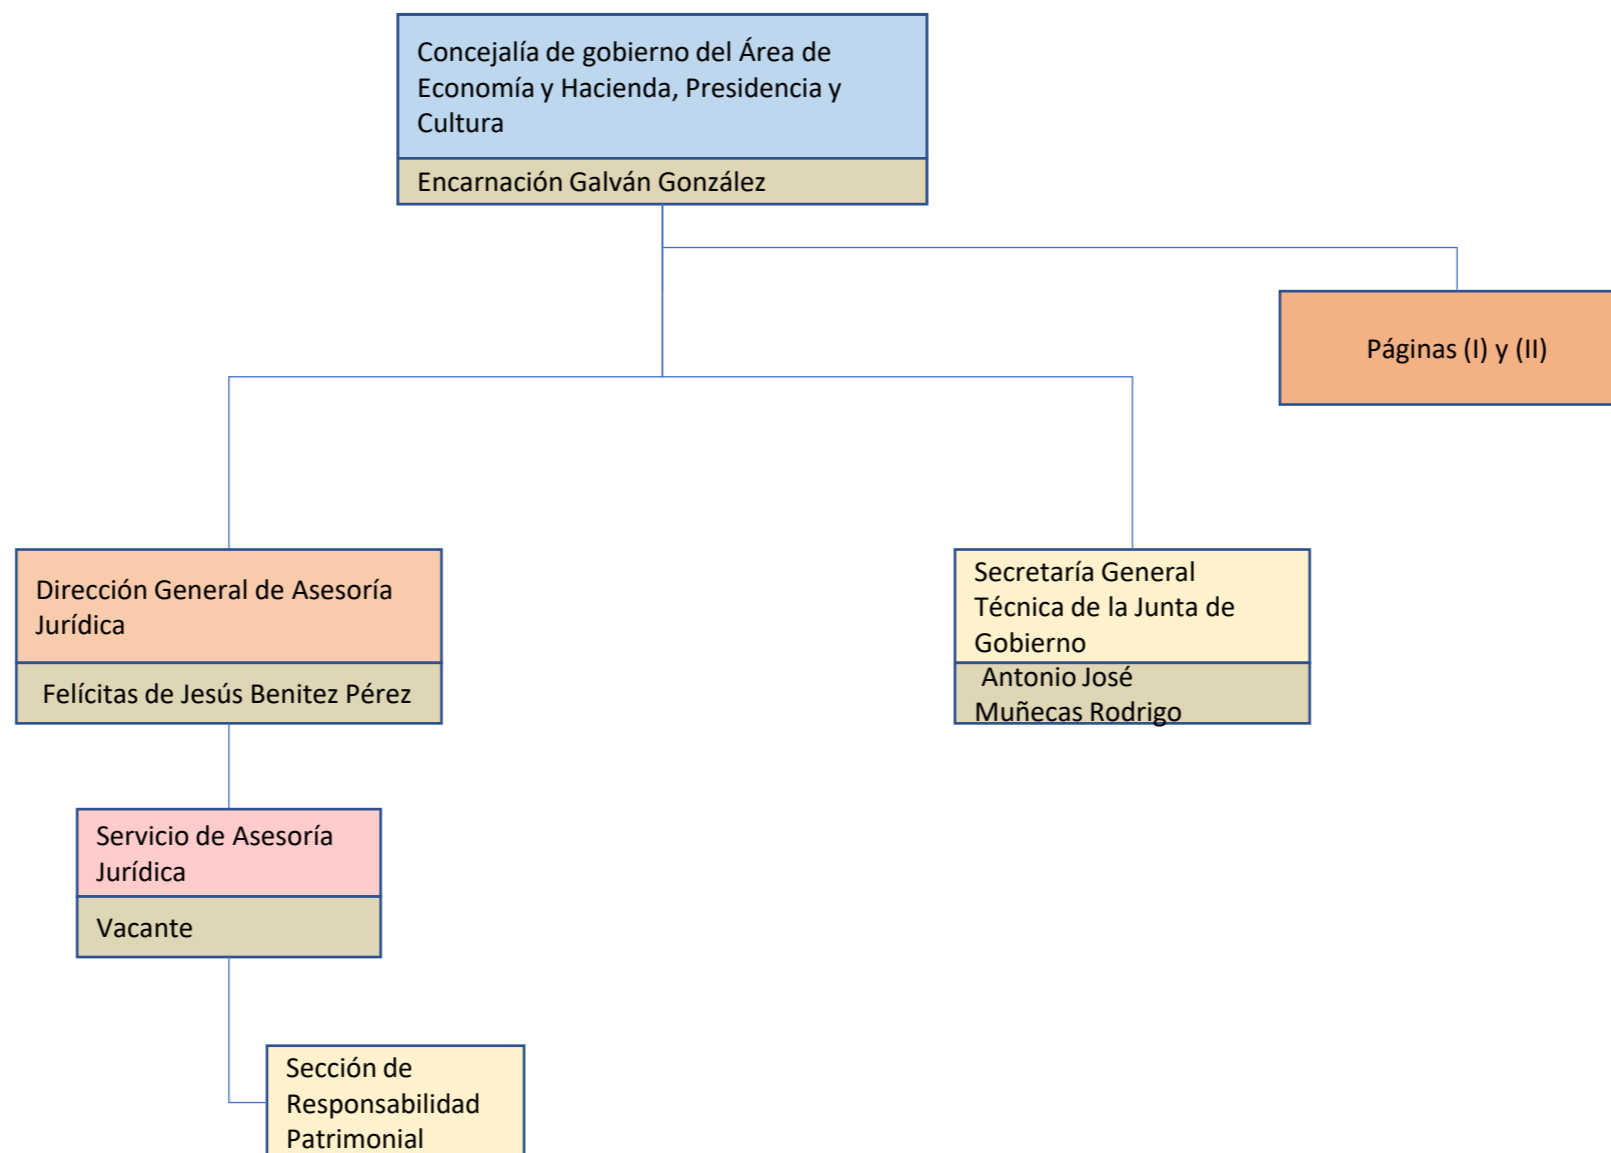 Concejalía de gobierno del Área de
Economía y Hacienda, Presidencia y
Cultura
Encarnación Galván González
Páginas (I) y (II)
Dirección General de Asesoría
Jurídica
Felícitas de Jesús Benitez Pérez
Secretaría General
Técnica de la Junta de
Gobierno
Antonio José
Muñecas Rodrigo
Servicio de Asesoría
Jurídica
Vacante
Sección de
Responsabilidad
Patrimonial